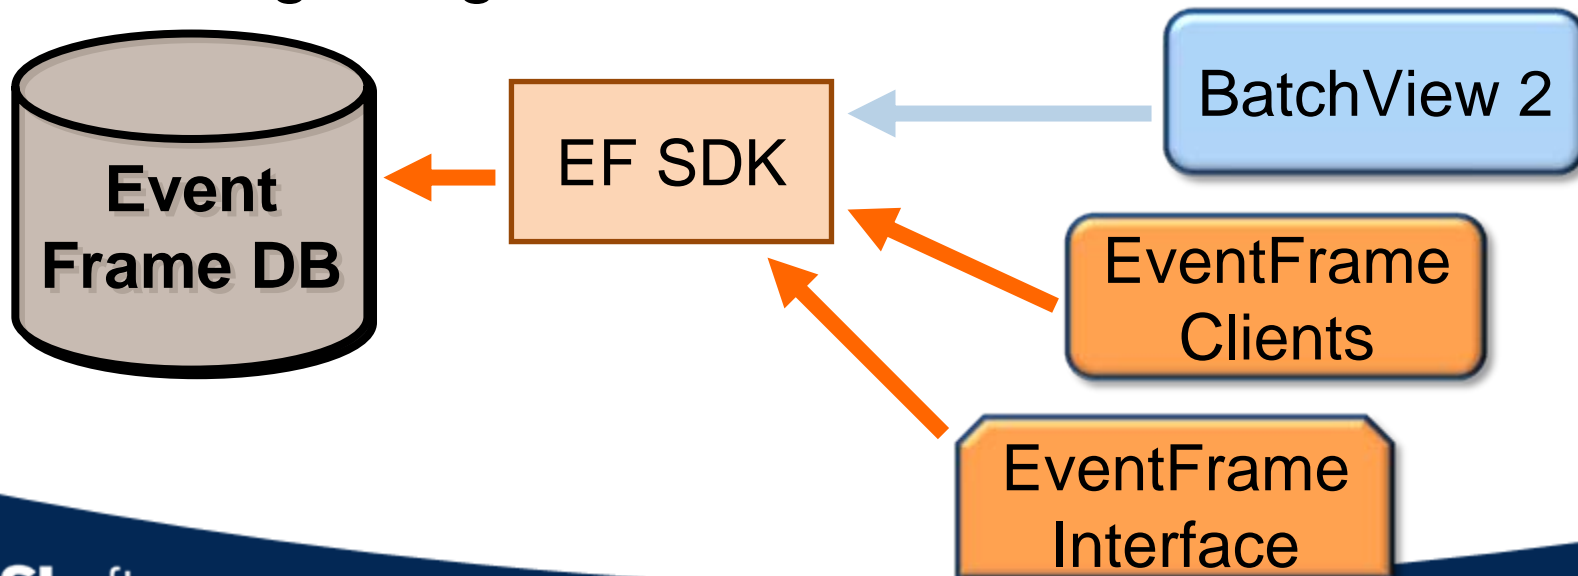 BatchView 2
EF SDK
Event
Frame DB
EventFrame
Clients
EventFrame
Interface